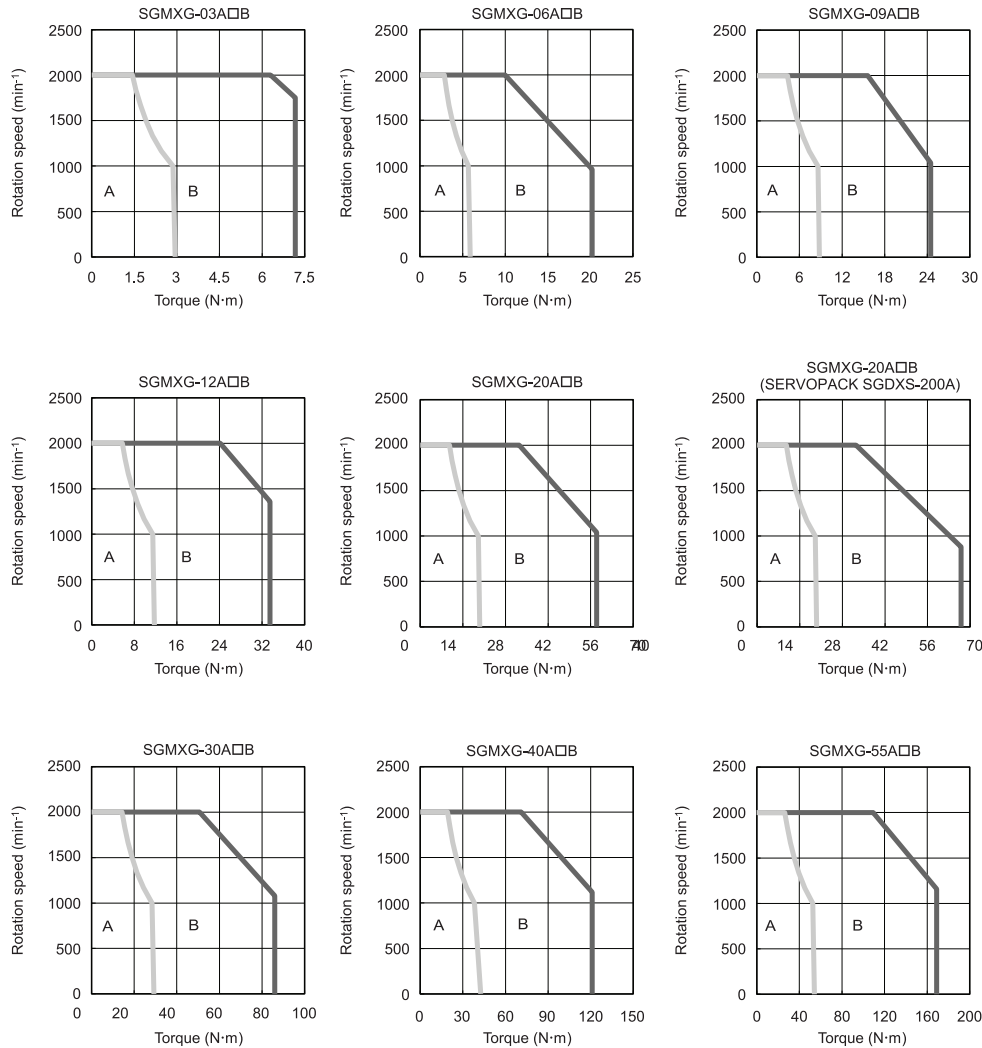 SGMXG-03A□B
Rotation speed (min⁻¹)
2500
2000
1500
1000
500
0
A
B
0 1.5 3 4.5 6 7.5
Torque (N·m)
SGMXG-06A□B
Rotation speed (min⁻¹)
2500
2000
1500
1000
500
0
A
B
0 5 10 15 20 25
Torque (N·m)
SGMXG-09A□B
Rotation speed (min⁻¹)
2500
2000
1500
1000
500
0
A
B
0 6 12 18 24 30
Torque (N·m)
SGMXG-12A□B
Rotation speed (min⁻¹)
2500
2000
1500
1000
500
0
A
B
0 8 16 24 32 40
Torque (N·m)
SGMXG-20A□B
Rotation speed (min⁻¹)
2500
2000
1500
1000
500
0
A
B
0 14 28 42 56
Torque (N·m)
SGMXG-20A□B
(SERVOPACK SGDXS-200A)
Rotation speed (min⁻¹)
2500
2000
1500
1000
500
0
A
B
0 14 28 42 56 70
Torque (N·m)
SGMXG-30A□B
Rotation speed (min⁻¹)
2500
2000
1500
1000
500
0
A
B
0 20 40 60 80 100
Torque (N·m)
SGMXG-40A□B
Rotation speed (min⁻¹)
2500
2000
1500
1000
500
0
A
B
0 30 60 90 120 150
Torque (N·m)
SGMXG-55A□B
Rotation speed (min⁻¹)
2500
2000
1500
1000
500
0
A
B
0 40 80 120 160 200
Torque (N·m)